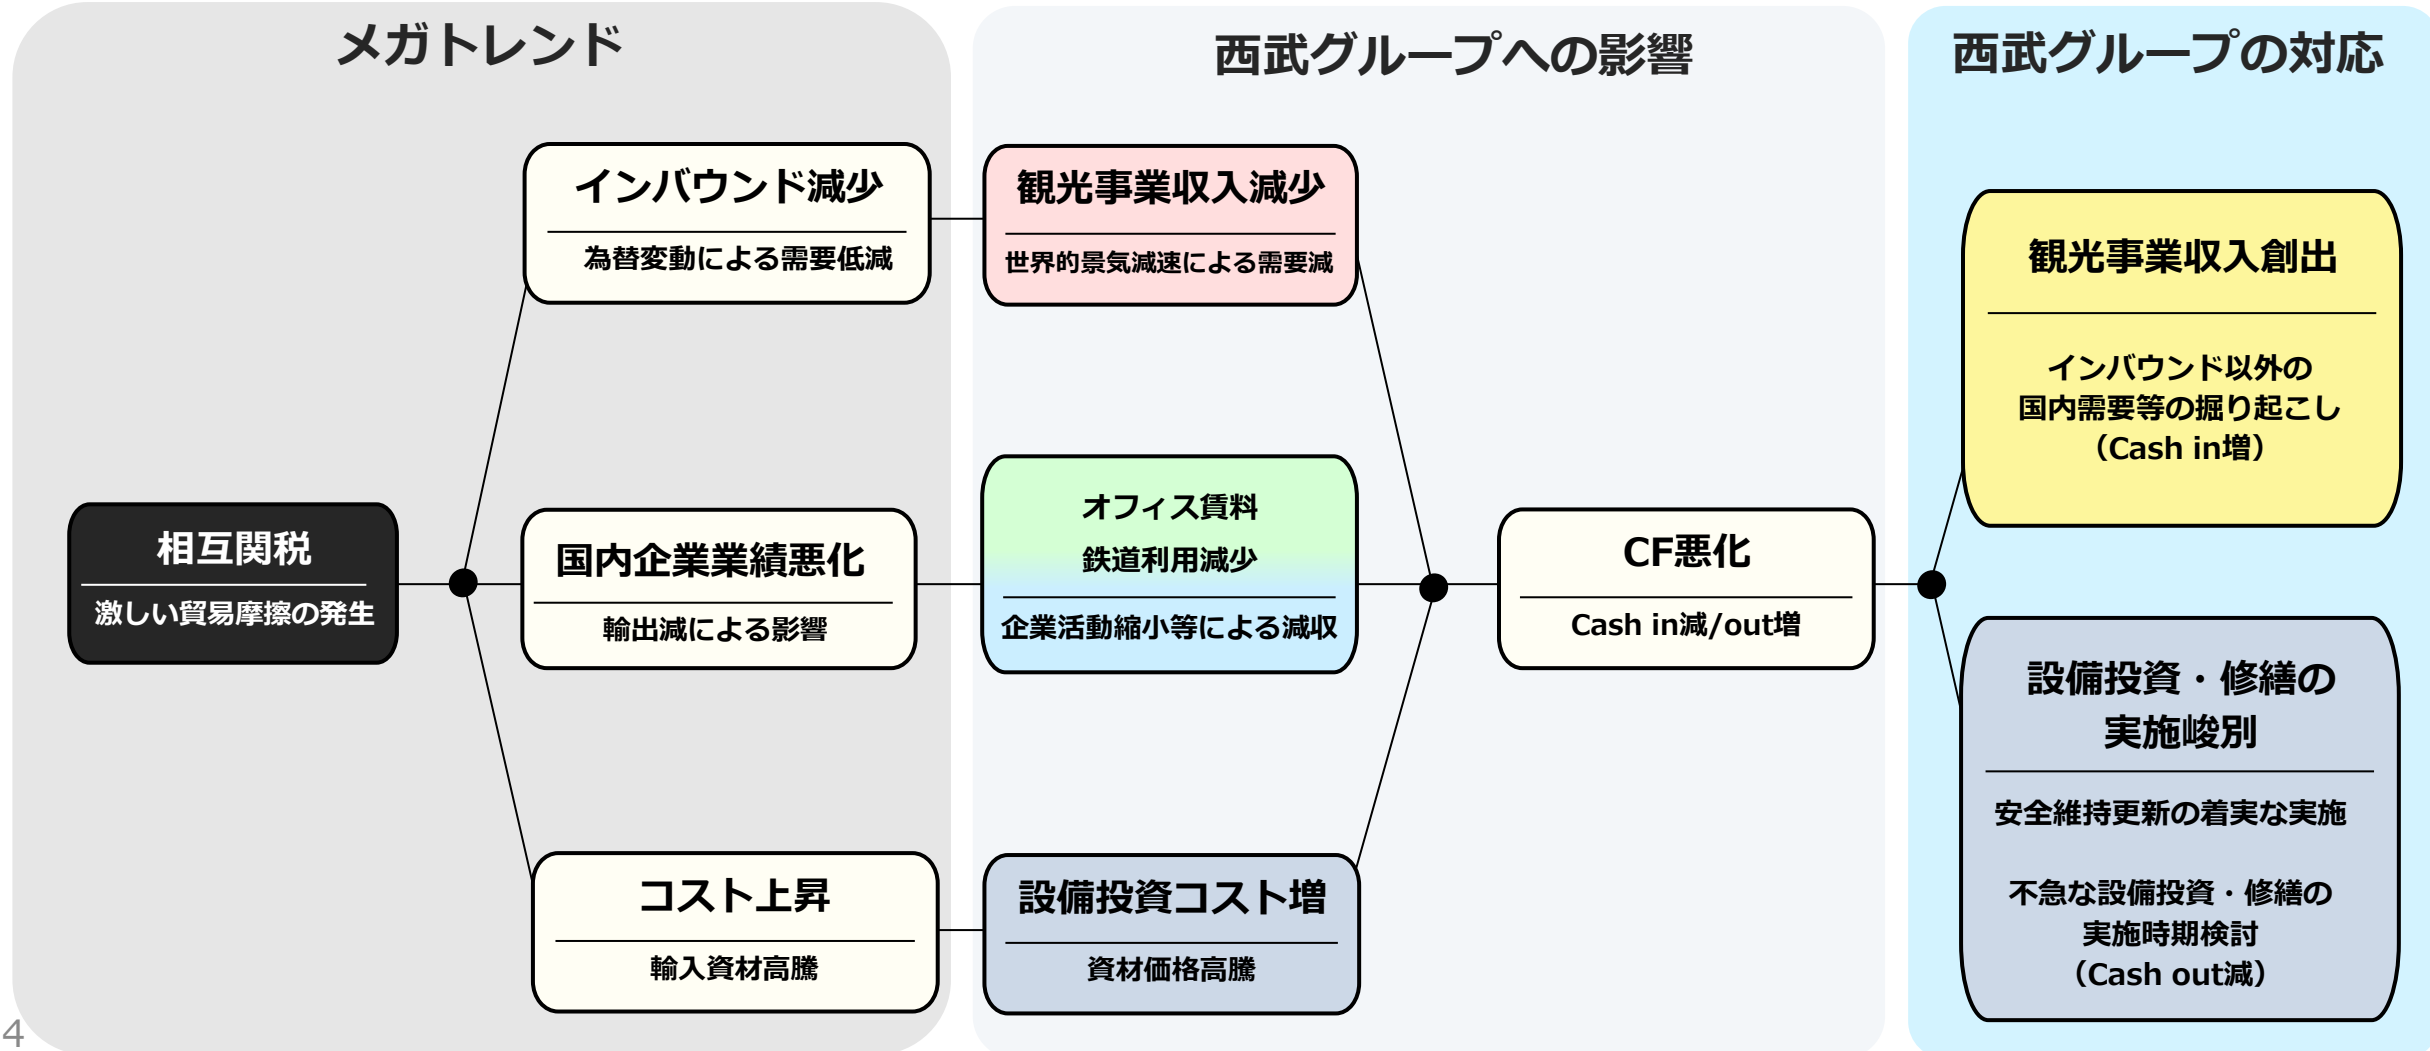 メガトレンド
西武グループへの影響
西武グループの対応
相互関税
激しい貿易摩擦の発生
インバウンド減少
為替変動による需要低減
国内企業業績悪化
輸出減による影響
コスト上昇
輸入資材高騰
観光事業収入減少
世界的景気減速による需要減
オフィス賃料
鉄道利用減少
企業活動縮小等による減収
設備投資コスト増
資材価格高騰
CF悪化
Cash in減/out増
観光事業収入創出
インバウンド以外の
国内需要等の掘り起こし
（Cash in増）
設備投資・修繕の
実施峻別
安全維持更新の着実な実施
不急な設備投資・修繕の
実施時期検討
（Cash out減）
4